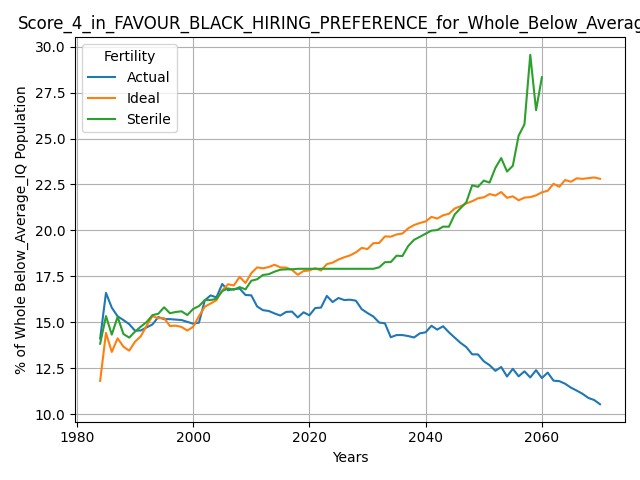 Score_4_in_FAVOUR_BLACK_HIRING_PREFERENCE_for_Whole_Below_Averag
Fertility
Actual
Ideal
Sterile
30.0
27.5
25.0
22.5
20.0
17.5
15.0
12.5
10.0
% of Whole Below_Average_IQ Population
1980
2000
2020
2040
2060
Years